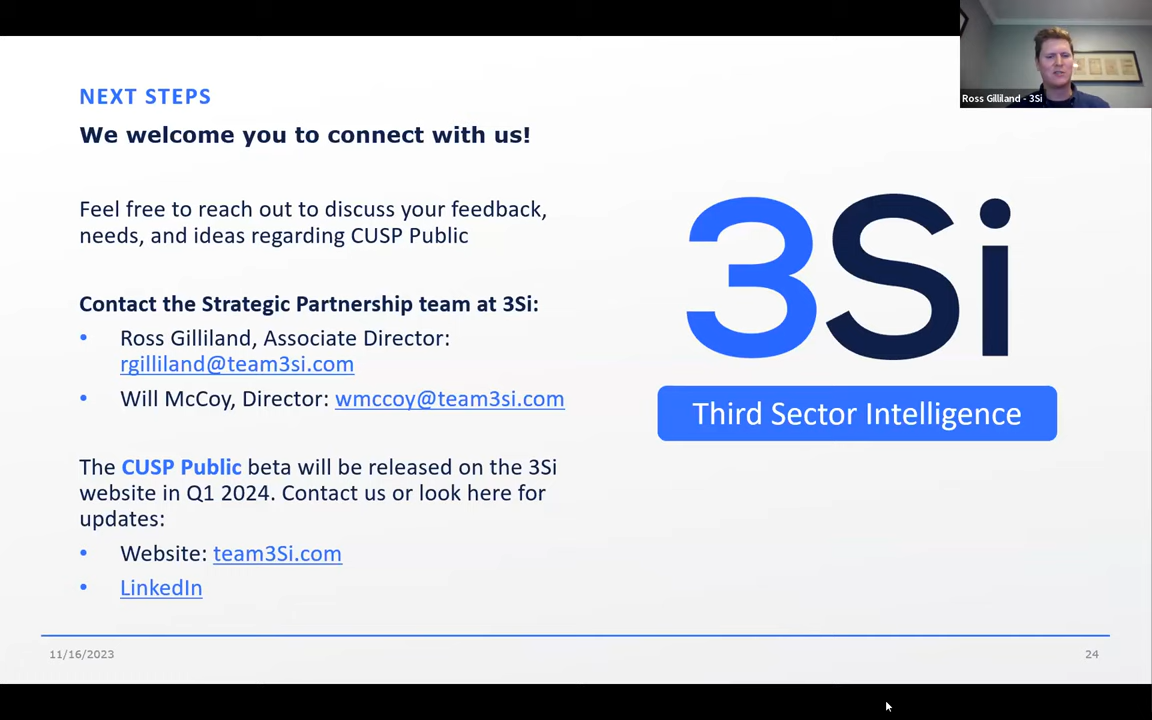 Ross Gilliland - 3Si
NEXT STEPS
We welcome you to connect with us!
Feel free to reach out to discuss your feedback,
needs, and ideas regarding CUSP Public
Contact the Strategic Partnership team at 3Si:
• Ross Gilliland, Associate Director:
rgilliland@team3si.com
• Will McCoy, Director: wmccoy@team3si.com
The CUSP Public beta will be released on the 3Si
website in Q1 2024. Contact us or look here for
updates:
• Website: team3Si.com
• LinkedIn
3Si
Third Sector Intelligence
11/16/2023
24